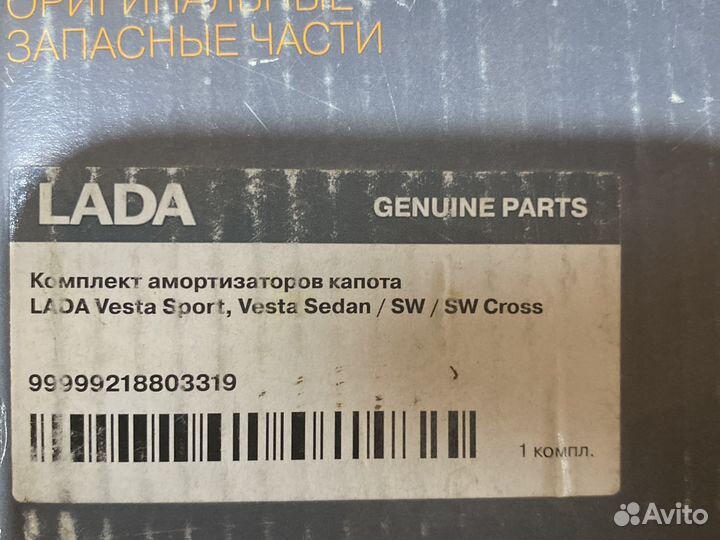 ОРИГИНАЛЬНЫЕ
ЗАПАСНЫЕ ЧАСТИ
LADA GENUINE PARTS
Комплект амортизаторов капота
LADA Vesta Sport, Vesta Sedan / SW / SW Cross
99999218803319
1 компл.
Avito